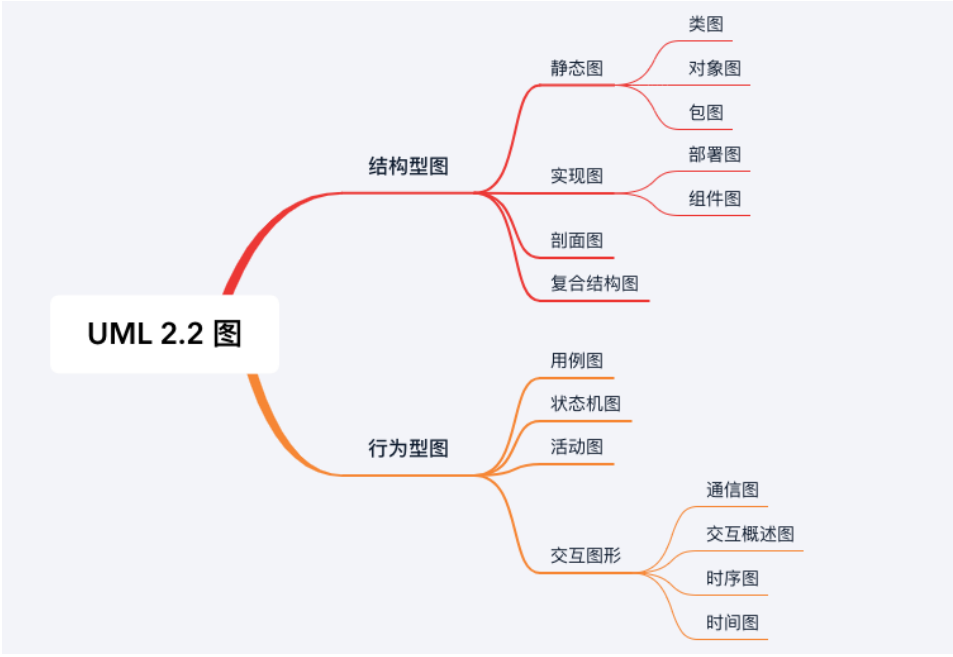 UML 2.2 图
结构型图
静态图
类图
对象图
包图
实现图
部署图
组件图
剖面图
复合结构图
行为型图
用例图
状态机图
活动图
交互图形
通信图
交互概述图
时序图
时间图